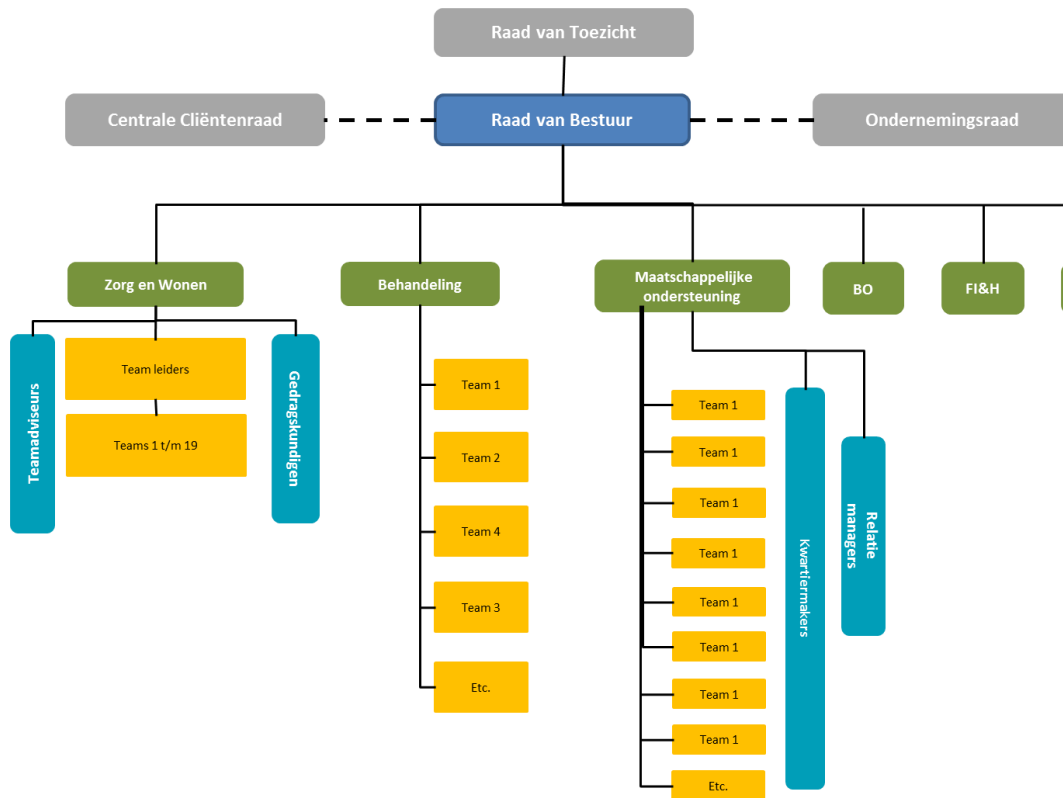 Raad van Toezicht
Centrale Cliëntenraad
Raad van Bestuur
Ondernemingsraad
Zorg en Wonen
Behandeling
Maatschappelijke
ondersteuning
BO
FI&H
Teamadviseurs
Team leiders
Teams 1 t/m 19
Gedragskundigen
Team 1
Team 2
Team 4
Team 3
Etc.
Team 1
Team 1
Team 1
Team 1
Team 1
Team 1
Team 1
Team 1
Etc.
Kwartiermakers
Relatie
managers